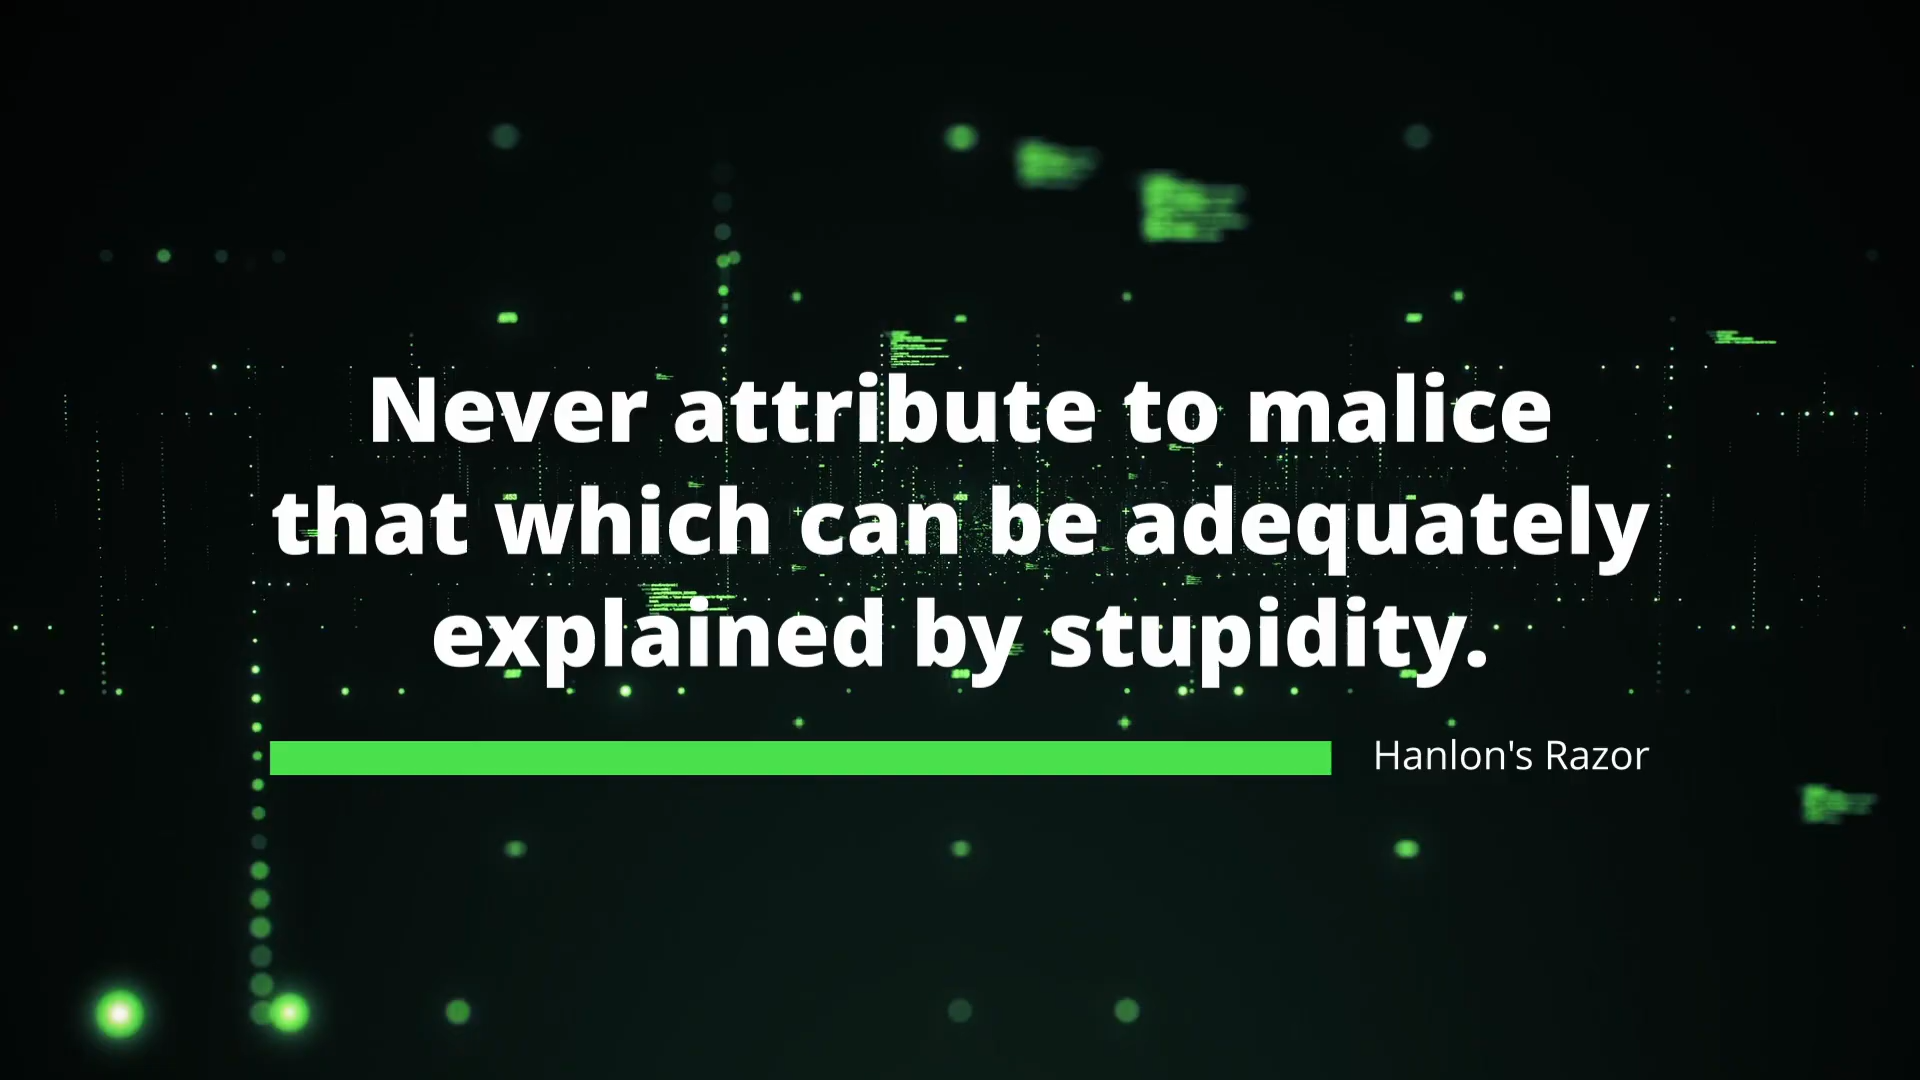 Never attribute to malice
that which can be adequately
explained by stupidity.
Hanlon's Razor